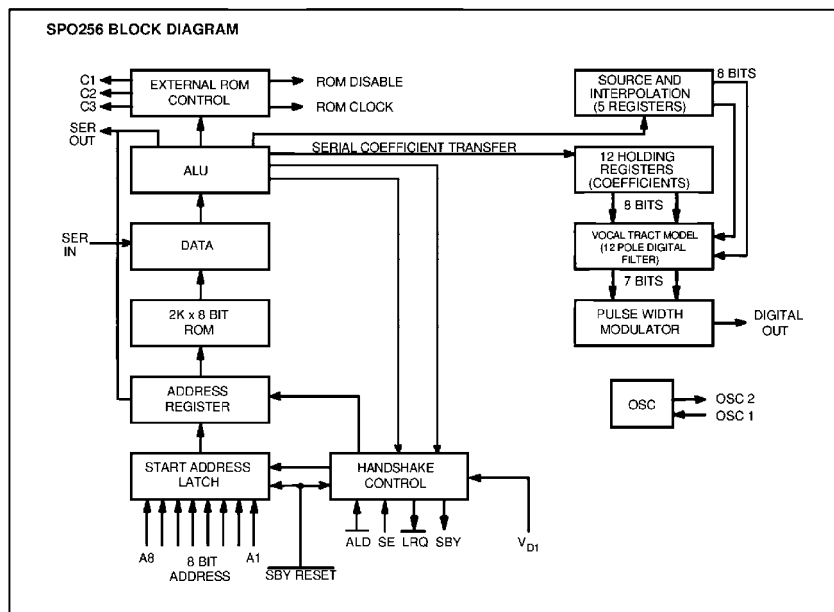 SPO256 BLOCK DIAGRAM
C1
C2
C3
EXTERNAL ROM
CONTROL
ROM DISABLE
ROM CLOCK
SOURCE AND
INTERPOLATION
(5 REGISTERS)
8 BITS
SER
OUT
ALU
SERIAL COEFFICIENT TRANSFER
12 HOLDING
REGISTERS
(COEFFICIENTS)
8 BITS
SER
IN
DATA
VOCAL TRACT MODEL
(12 POLE DIGITAL
FILTER)
7 BITS
2K x 8 BIT
ROM
PULSE WIDTH
MODULATOR
DIGITAL
OUT
ADDRESS
REGISTER
OSC
OSC 2
OSC 1
START ADDRESS
LATCH
HANDSHAKE
CONTROL
A8
8 BIT
ADDRESS
A1
SBY RESET
ALD
SE
LRQ
SBY
VD1